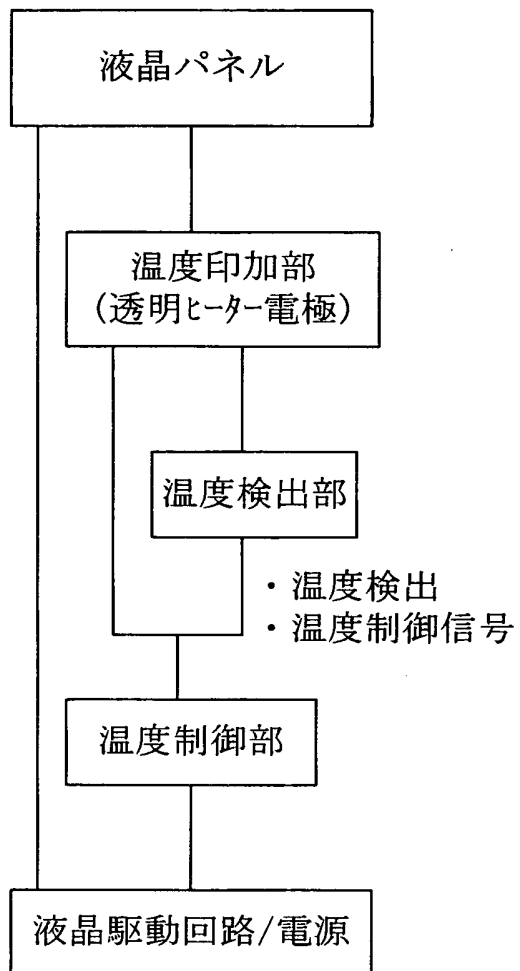 液晶パネル
温度印加部
(透明ヒーター電極)
温度検出部
・温度検出
・温度制御信号
温度制御部
液晶駆動回路/電源